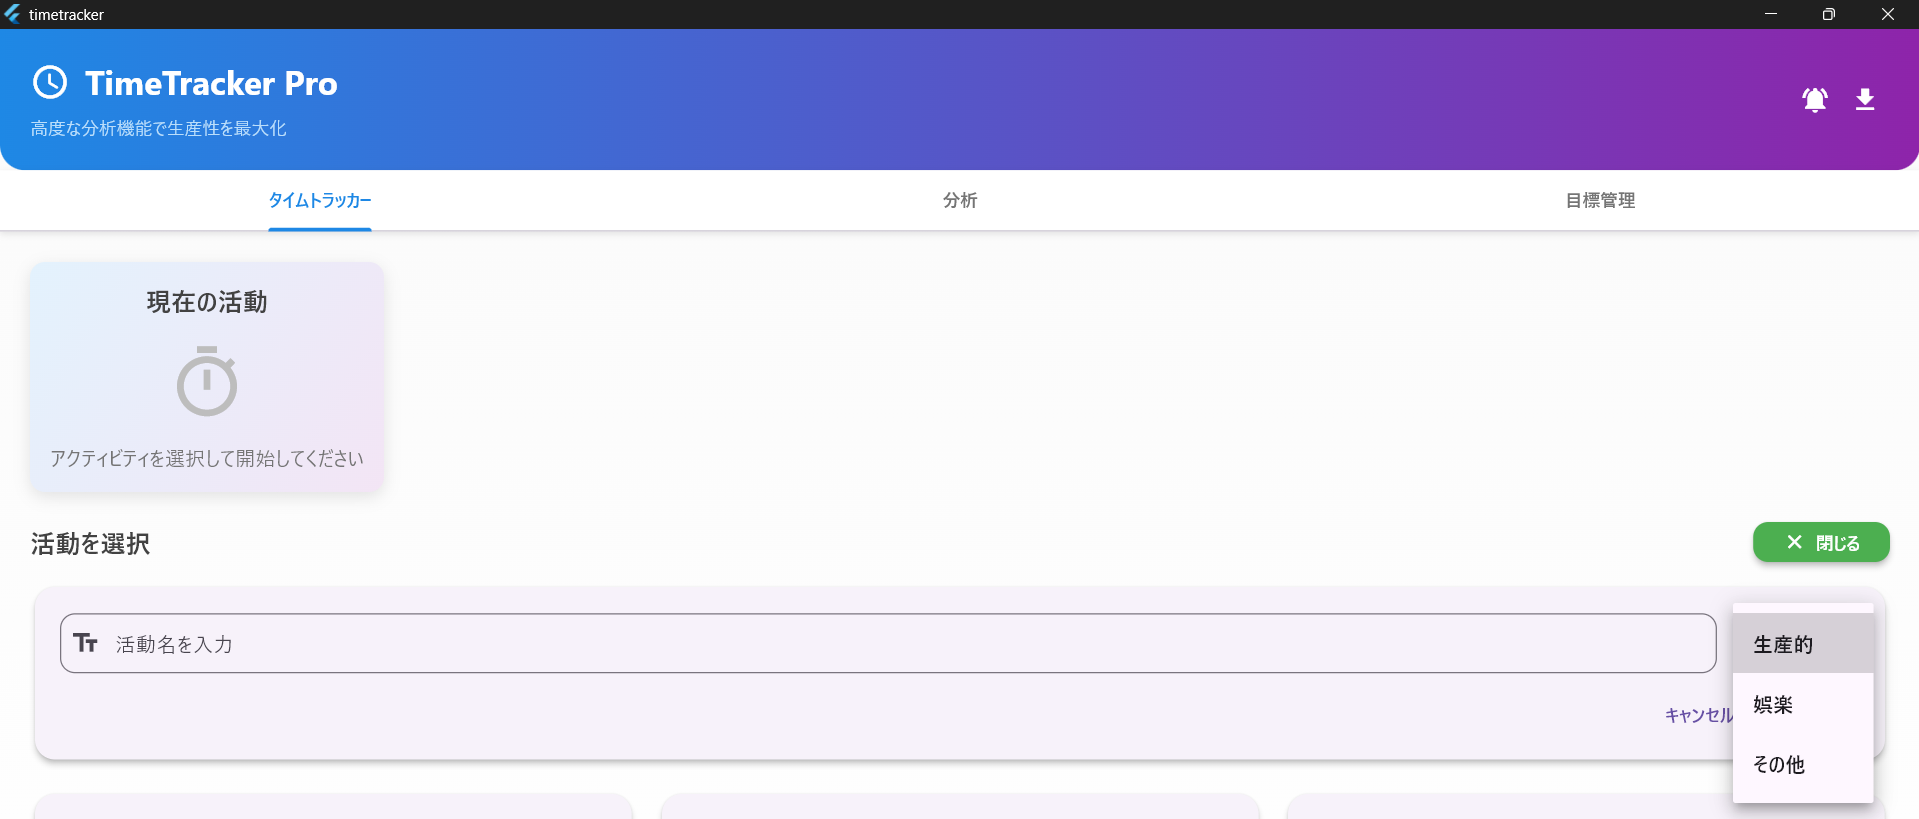 timetracker
TimeTracker Pro
高度な分析機能で生産性を最大化
タイムトラッカー
分析
目標管理
現在の活動
アクティビティを選択して開始してください
活動を選択
閉じる
活動名を入力
生産的
娯楽
キャンセル
その他